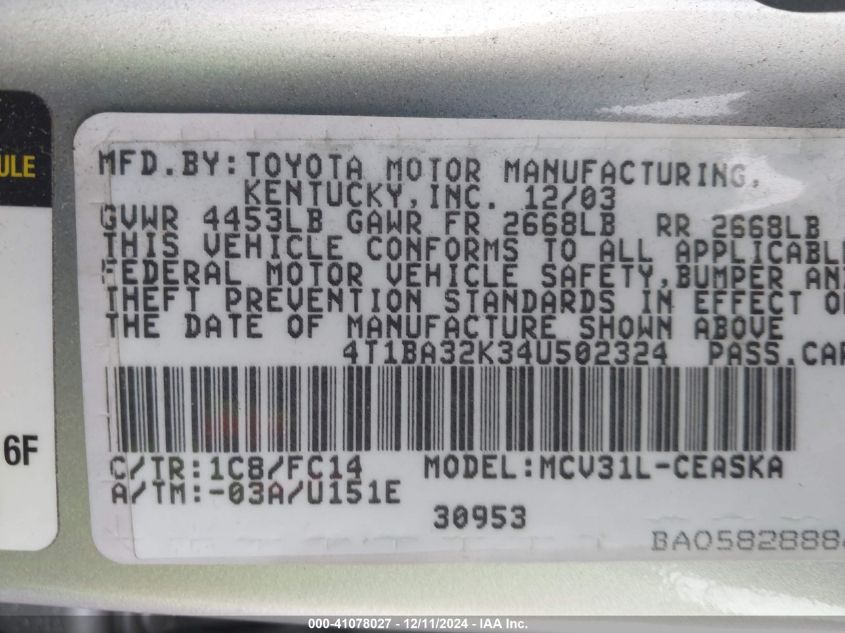 ULE
6F
MFD.BY:TOYOTA MOTOR MANUFACTURING,
KENTUCKY,INC. 12/03
GVWR 4453LB GAWR FR 2668LB RR 2668LB
THIS VEHICLE CONFORMS TO ALL APPLICABLE
FEDERAL MOTOR VEHICLE SAFETY,BUMPER AN
THEFT PREVENTION STANDARDS IN EFFECT O
THE DATE OF MANUFACTURE SHOWN ABOVE
4T1BA32K34U502324 PASS.CAR
C/TR:1C8/FC14 MODEL:MCV31L-CEASKA
A/TM:-03A/U151E
30953
BA0582888
000-41078027 - 12/11/2024 - IAA Inc.